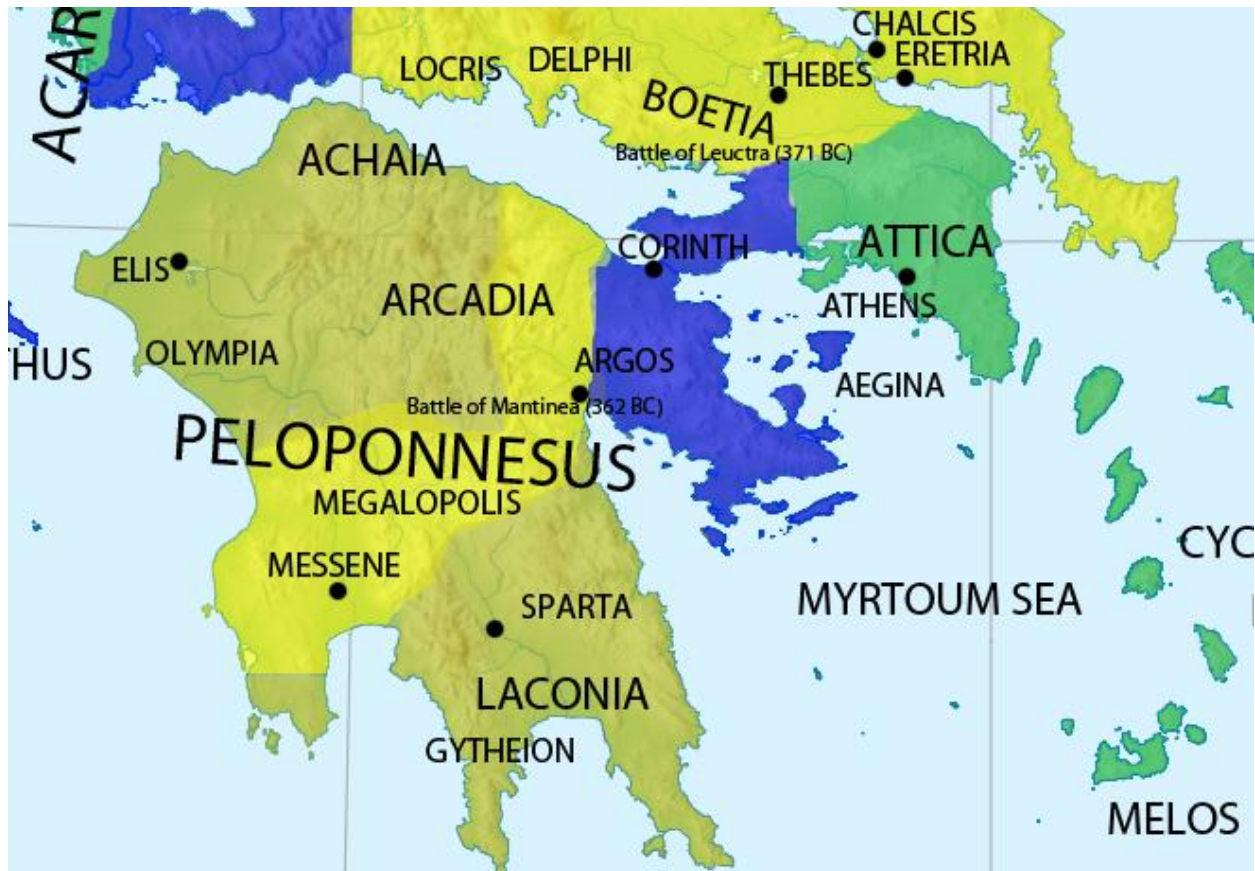 CHALCIS
ACAR
ERETRIA
LOCRIS
DELPHI
THEBES
BOETIA
Battle of Leuctra (371 BC)
ACHAIA
CORINTH
ATTICA
ELIS
ARCADIA
ATHENS
THUS
OLYMPIA
ARGOS
AEGINA
Battle of Mantinea (362 BC)
PELOPONNESUS
MEGALOPOLIS
CYC
MESSENE
SPARTA
MYRTOUM SEA
LACONIA
GYTHEION
MELOS